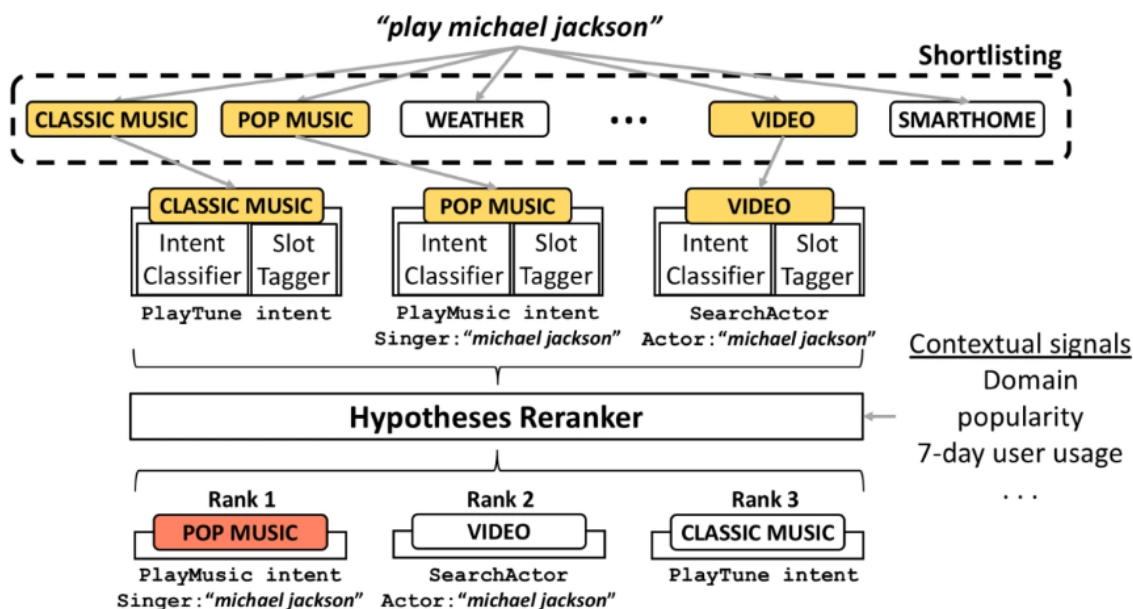 “play michael jackson”
Shortlisting
CLASSIC MUSIC POP MUSIC WEATHER ••• VIDEO SMARTHOME
CLASSIC MUSIC POP MUSIC VIDEO
Intent Slot Intent Slot Intent Slot
Classifier Tagger Classifier Tagger Classifier Tagger
PlayTune intent PlayMusic intent SearchActor
Singer:“michael jackson” Actor:“michael jackson”
Contextual signals
Domain
popularity
7-day user usage
. . .
Hypotheses Reranker
Rank 1 Rank 2 Rank 3
POP MUSIC VIDEO CLASSIC MUSIC
PlayMusic intent SearchActor PlayTune intent
Singer:“michael jackson” Actor:“michael jackson”